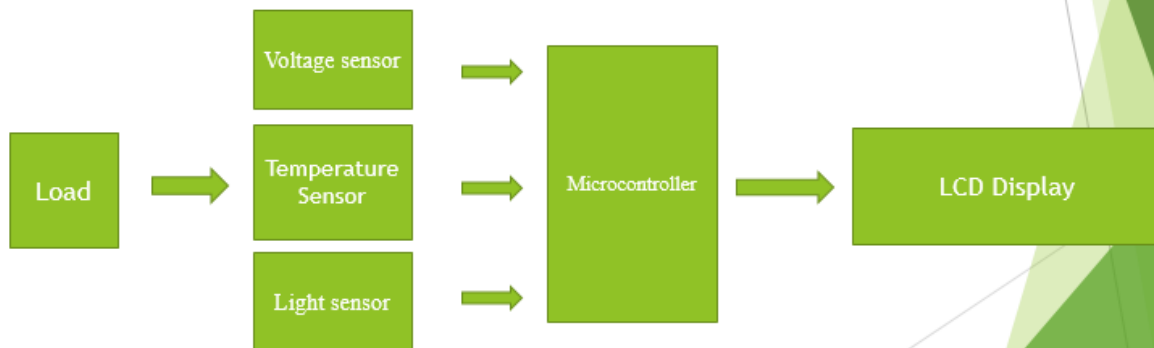 Load
Voltage sensor
Temperature
Sensor
Light sensor
Microcontroller
LCD Display